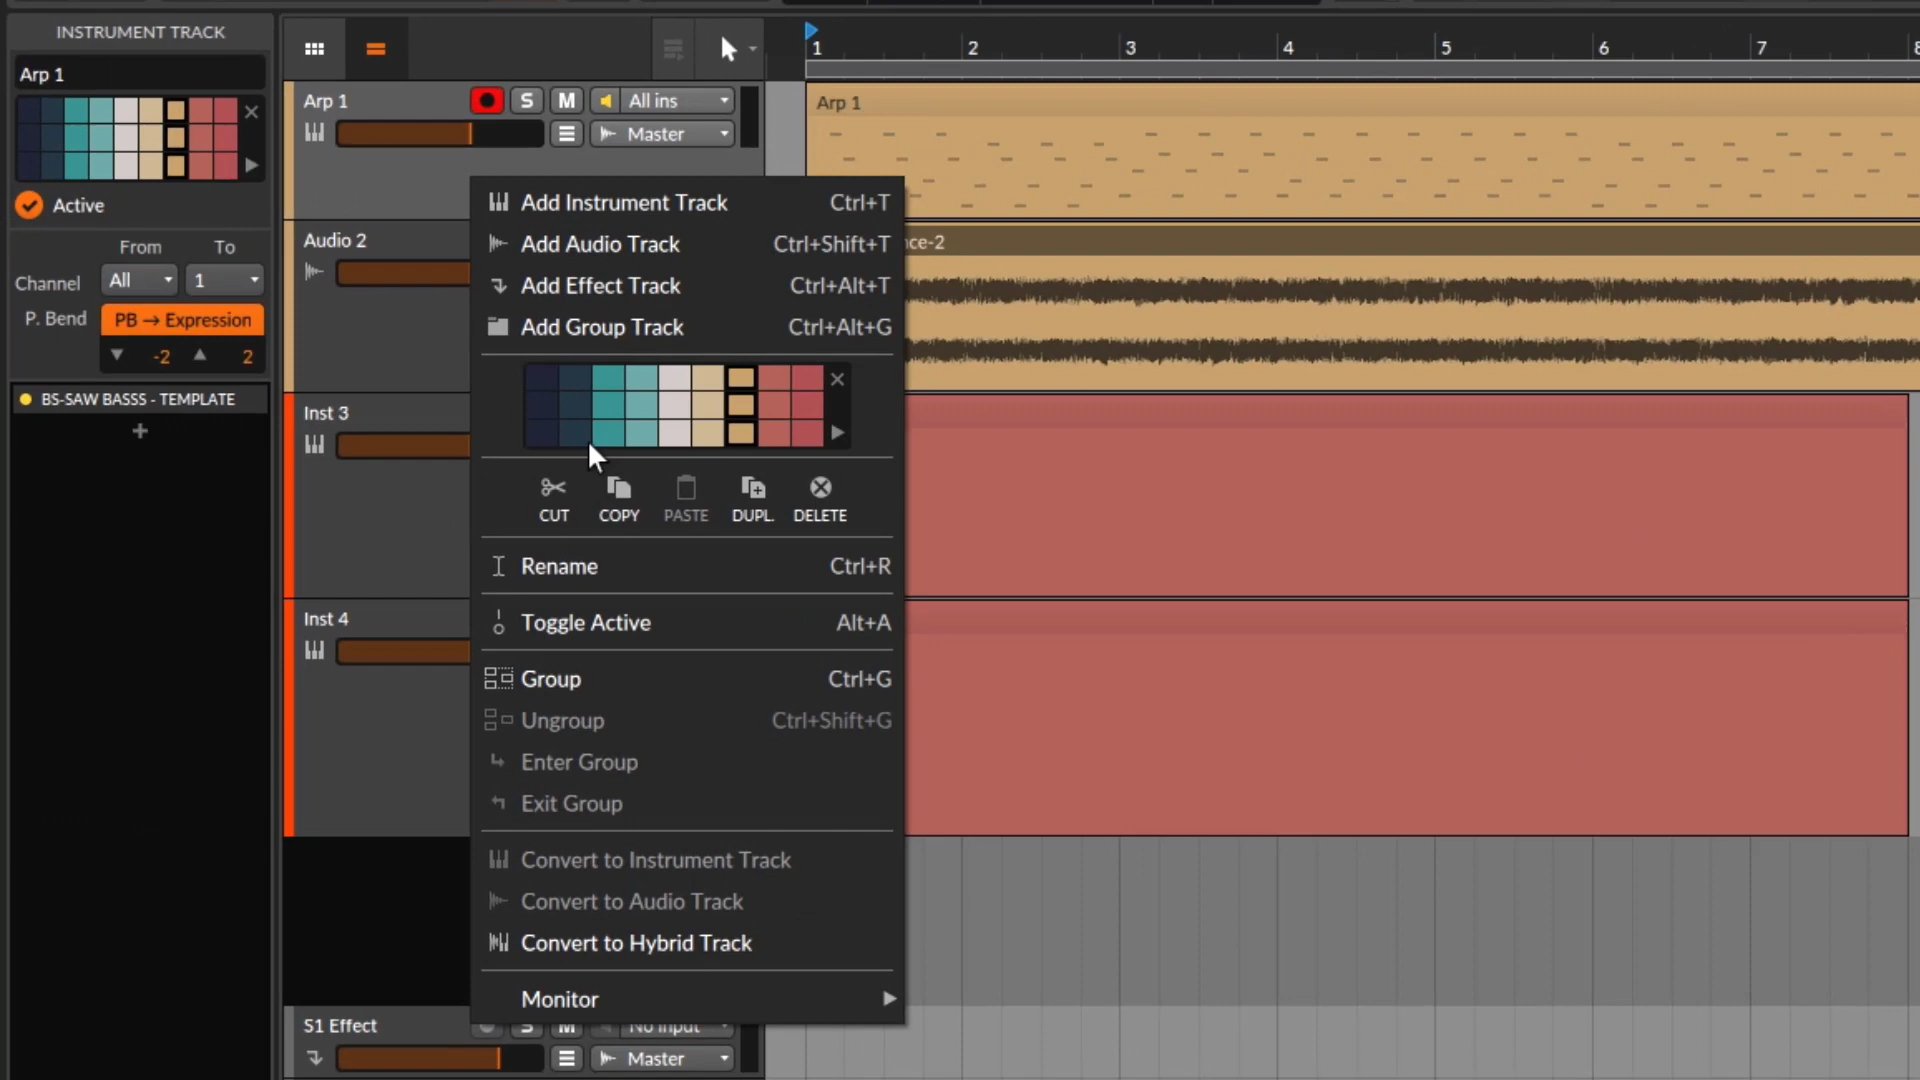 INSTRUMENT TRACK
Arp 1
Active
From To
Channel All 1
P. Bend PB → Expression
-2 2
BS-SAW BASSS - TEMPLATE
1 2 3 4 5 6 7 8
Arp 1 S M All ins
Master
Arp 1
Add Instrument Track Ctrl+T
Add Audio Track Ctrl+Shift+T
Add Effect Track Ctrl+Alt+T
Add Group Track Ctrl+Alt+G
CUT COPY PASTE DUPL. DELETE
Rename Ctrl+R
Toggle Active Alt+A
Group Ctrl+G
Ungroup Ctrl+Shift+G
Enter Group
Exit Group
Convert to Instrument Track
Convert to Audio Track
Convert to Hybrid Track
Monitor
Audio 2
nce-2
Inst 3
Inst 4
S1 Effect S M No input
Master